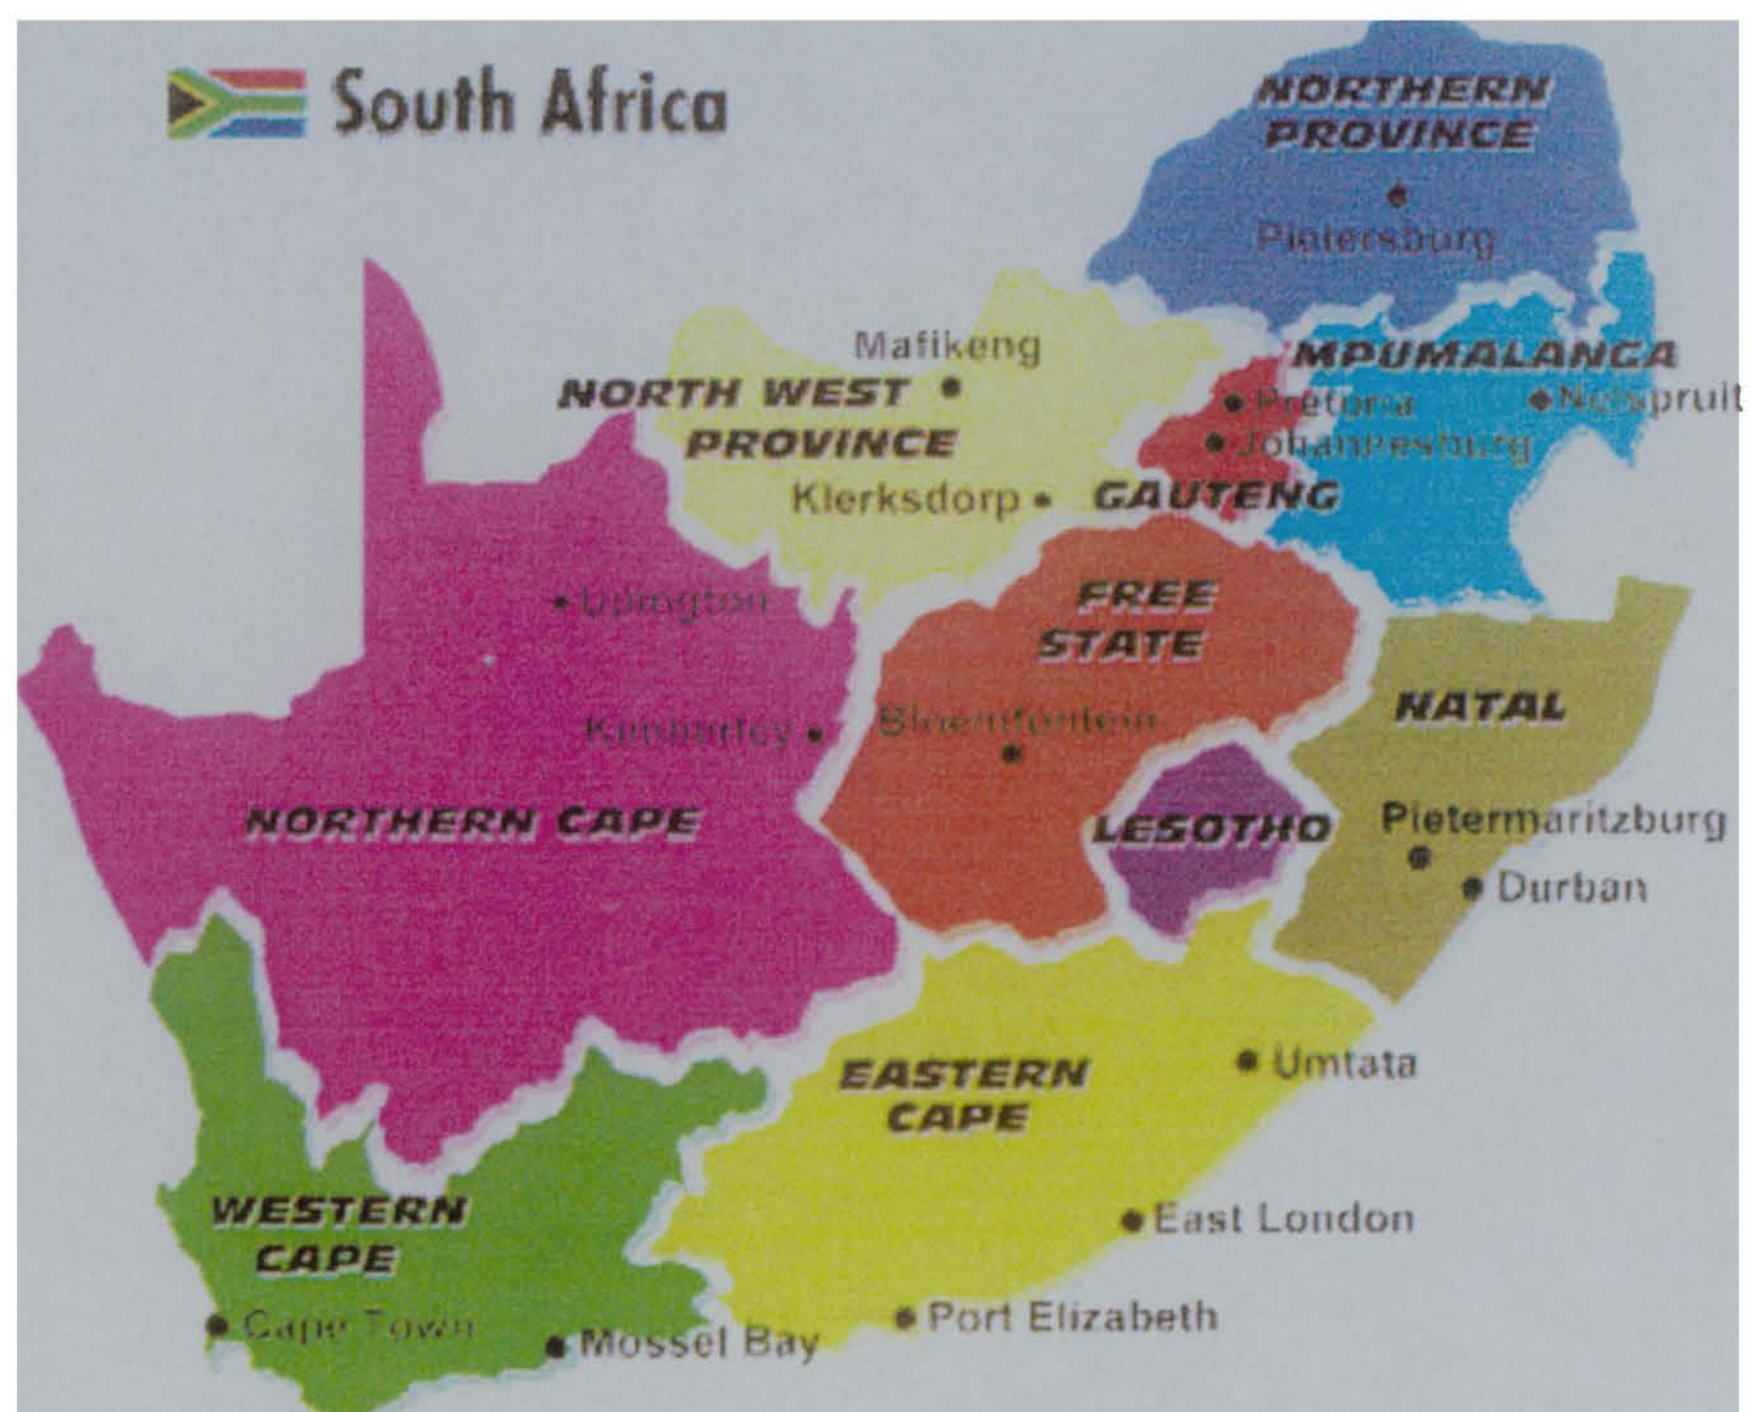 South Africa
NORTHERN
PROVINCE
Pietersburg
Mafikeng
NORTH WEST
PROVINCE
Klerksdorp
MPUMALANGA
Pretoria
Nelspruit
Johannesburg
GAUTENG
Upington
FREE
STATE
Kimberley
Bloemfontein
NATAL
NORTHERN CAPE
LESOTHO
Pietermaritzburg
Durban
EASTERN
CAPE
Umtata
WESTERN
CAPE
East London
Cape Town
Mossel Bay
Port Elizabeth